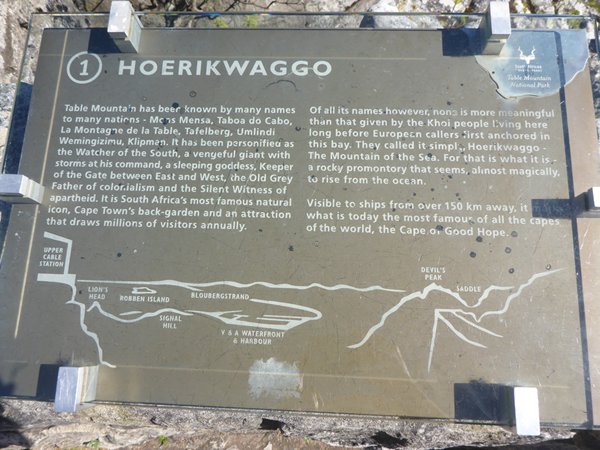 1 HOERIKWAGGO
Table Mountain
National Park
Table Mountain has been known by many names
to many nations - Mons Mensa, Taboa do Cabo,
La Montagne de la Table, Tafelberg, Umlindi
Wemingizimu, Klipman. It has been personified as
the Watcher of the South, a vengeful giant with
storms at his command, a sleeping goddess, Keeper
of the Gate between East and West, the Old Grey
Father of colonialism and the Silent Witness of
apartheid. It is South Africa's most famous natural
icon, Cape Town's back-garden and an attraction
that draws millions of visitors annually.
Of all its names however, none is more meaningful
than that given by the Khoi people living here
long before European callers first anchored in
this bay. They called it simply, Hoerikwaggo -
The Mountain of the Sea. For that is what it is -
a rocky promontory that seems, almost magically,
to rise from the ocean.
Visible to ships from over 150 km away, it
what is today the most famous of all the capes
of the world, the Cape of Good Hope.
UPPER
CABLE
STATION
LION'S
HEAD
ROBBEN ISLAND
BLOUBERGSTRAND
SIGNAL
HILL
V & A WATERFRONT
& HARBOUR
DEVIL'S
PEAK
SADDLE